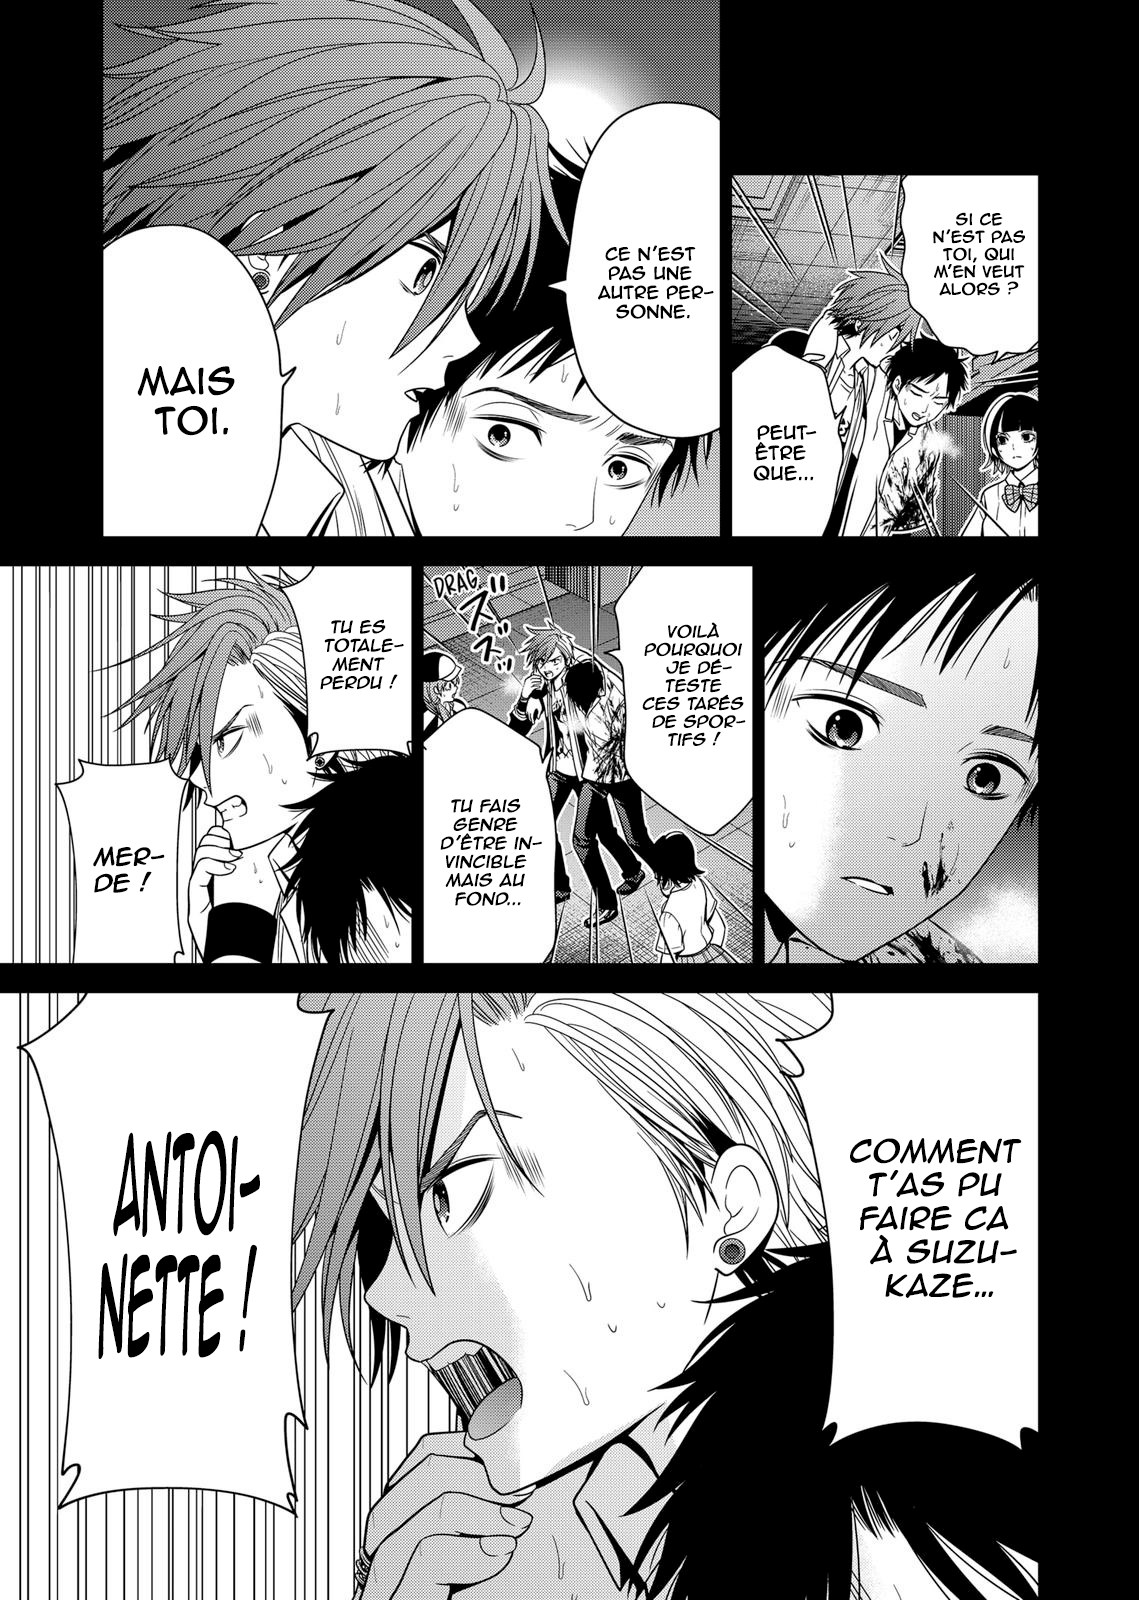 SI CE
N'EST PAS
TOI, QUI
M'EN VEUT
ALORS ?
PEUT-
ÊTRE
QUE...
CE N'EST
PAS UNE
AUTRE PER-
SONNE.
MAIS
TOI.
VOILÀ
POURQUOI
JE DÉ-
TESTE
CES TARÉS
DE SPOR-
TIFS !
DRAG
ズズズ
TU FAIS
GENRE
D'ÊTRE IN-
VINCIBLE
MAIS AU
FOND...
TU ES
TOTALE-
MENT
PERDU !
MER-
DE !
COMMENT
T'AS PU
FAIRE CA
À SUZU-
KAZE...
ANTOI-
NETTE !